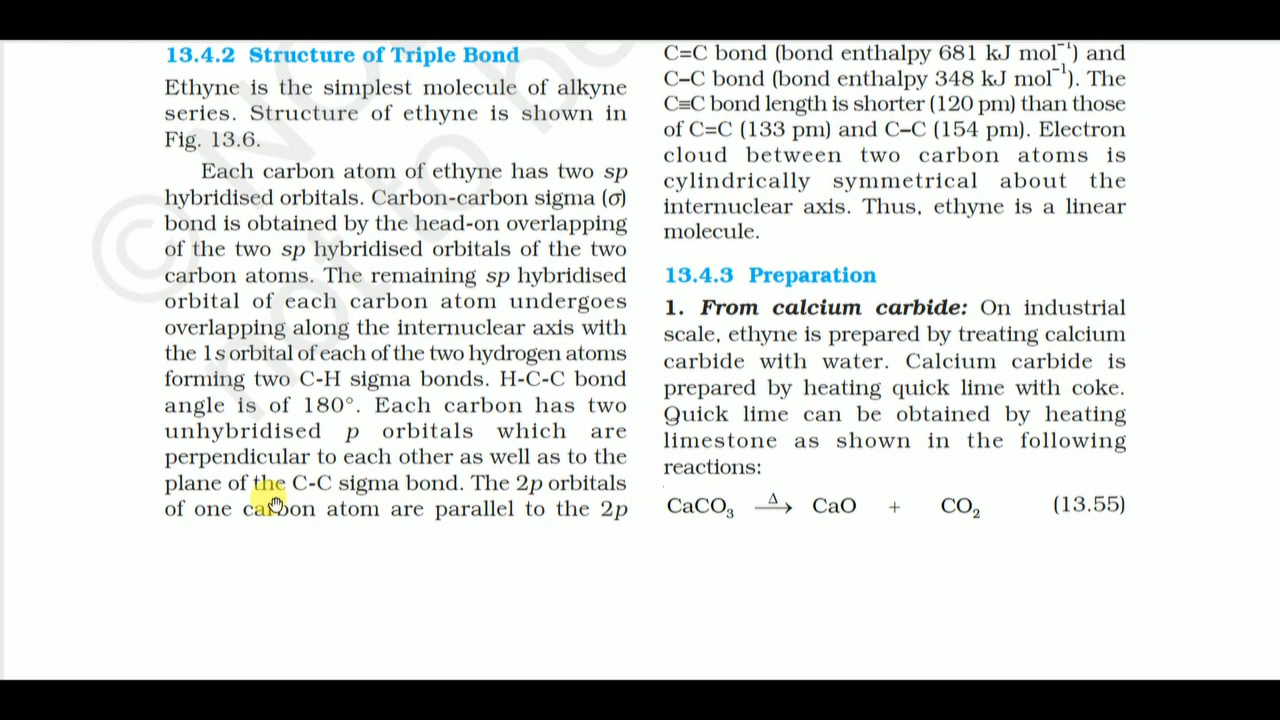 13.4.2 Structure of Triple Bond
Ethyne is the simplest molecule of alkyne
series. Structure of ethyne is shown in
Fig. 13.6.
Each carbon atom of ethyne has two sp
hybridised orbitals. Carbon-carbon sigma (σ)
bond is obtained by the head-on overlapping
of the two sp hybridised orbitals of the two
carbon atoms. The remaining sp hybridised
orbital of each carbon atom undergoes
overlapping along the internuclear axis with
the 1s orbital of each of the two hydrogen atoms
forming two C-H sigma bonds. H-C-C bond
angle is of 180°. Each carbon has two
unhybridised p orbitals which are
perpendicular to each other as well as to the
plane of the C-C sigma bond. The 2p orbitals
of one carbon atom are parallel to the 2p
C=C bond (bond enthalpy 681 kJ mol⁻¹) and
C–C bond (bond enthalpy 348 kJ mol⁻¹). The
C≡C bond length is shorter (120 pm) than those
of C=C (133 pm) and C–C (154 pm). Electron
cloud between two carbon atoms is
cylindrically symmetrical about the
internuclear axis. Thus, ethyne is a linear
molecule.
13.4.3 Preparation
1. From calcium carbide: On industrial
scale, ethyne is prepared by treating calcium
carbide with water. Calcium carbide is
prepared by heating quick lime with coke.
Quick lime can be obtained by heating
limestone as shown in the following
reactions:
CaCO₃ —Δ→ CaO + CO₂ (13.55)